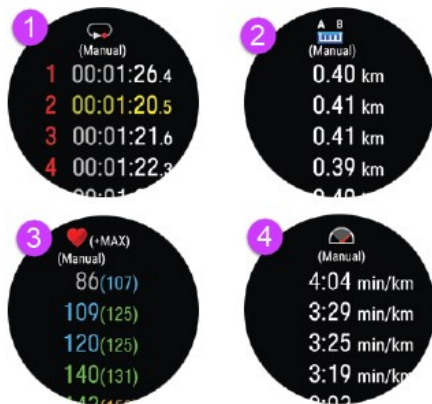 1
(Manual)
1 00:01:26.4
2 00:01:20.5
3 00:01:21.6
4 00:01:22.3
2
A B
(Manual)
0.40 km
0.41 km
0.41 km
0.39 km
3
(+MAX)
(Manual)
86(107)
109(125)
120(125)
140(131)
4
(Manual)
4:04 min/km
3:29 min/km
3:25 min/km
3:19 min/km